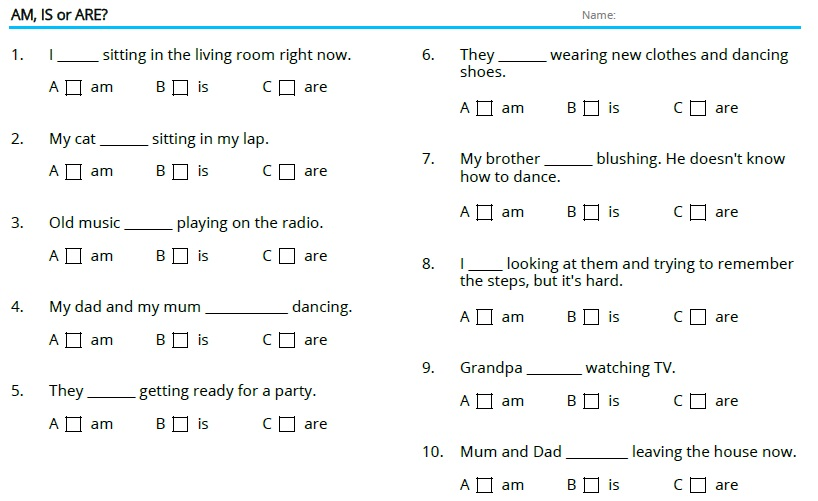 AM, IS or ARE?
Name:
1. I _____ sitting in the living room right now.
A □ am B □ is C □ are
2. My cat ______ sitting in my lap.
A □ am B □ is C □ are
3. Old music ______ playing on the radio.
A □ am B □ is C □ are
4. My dad and my mum __________ dancing.
A □ am B □ is C □ are
5. They ______ getting ready for a party.
A □ am B □ is C □ are
6. They ______ wearing new clothes and dancing
shoes.
A □ am B □ is C □ are
7. My brother ______ blushing. He doesn't know
how to dance.
A □ am B □ is C □ are
8. I ____ looking at them and trying to remember
the steps, but it's hard.
A □ am B □ is C □ are
9. Grandpa _______ watching TV.
A □ am B □ is C □ are
10. Mum and Dad ________ leaving the house now.
A □ am B □ is C □ are